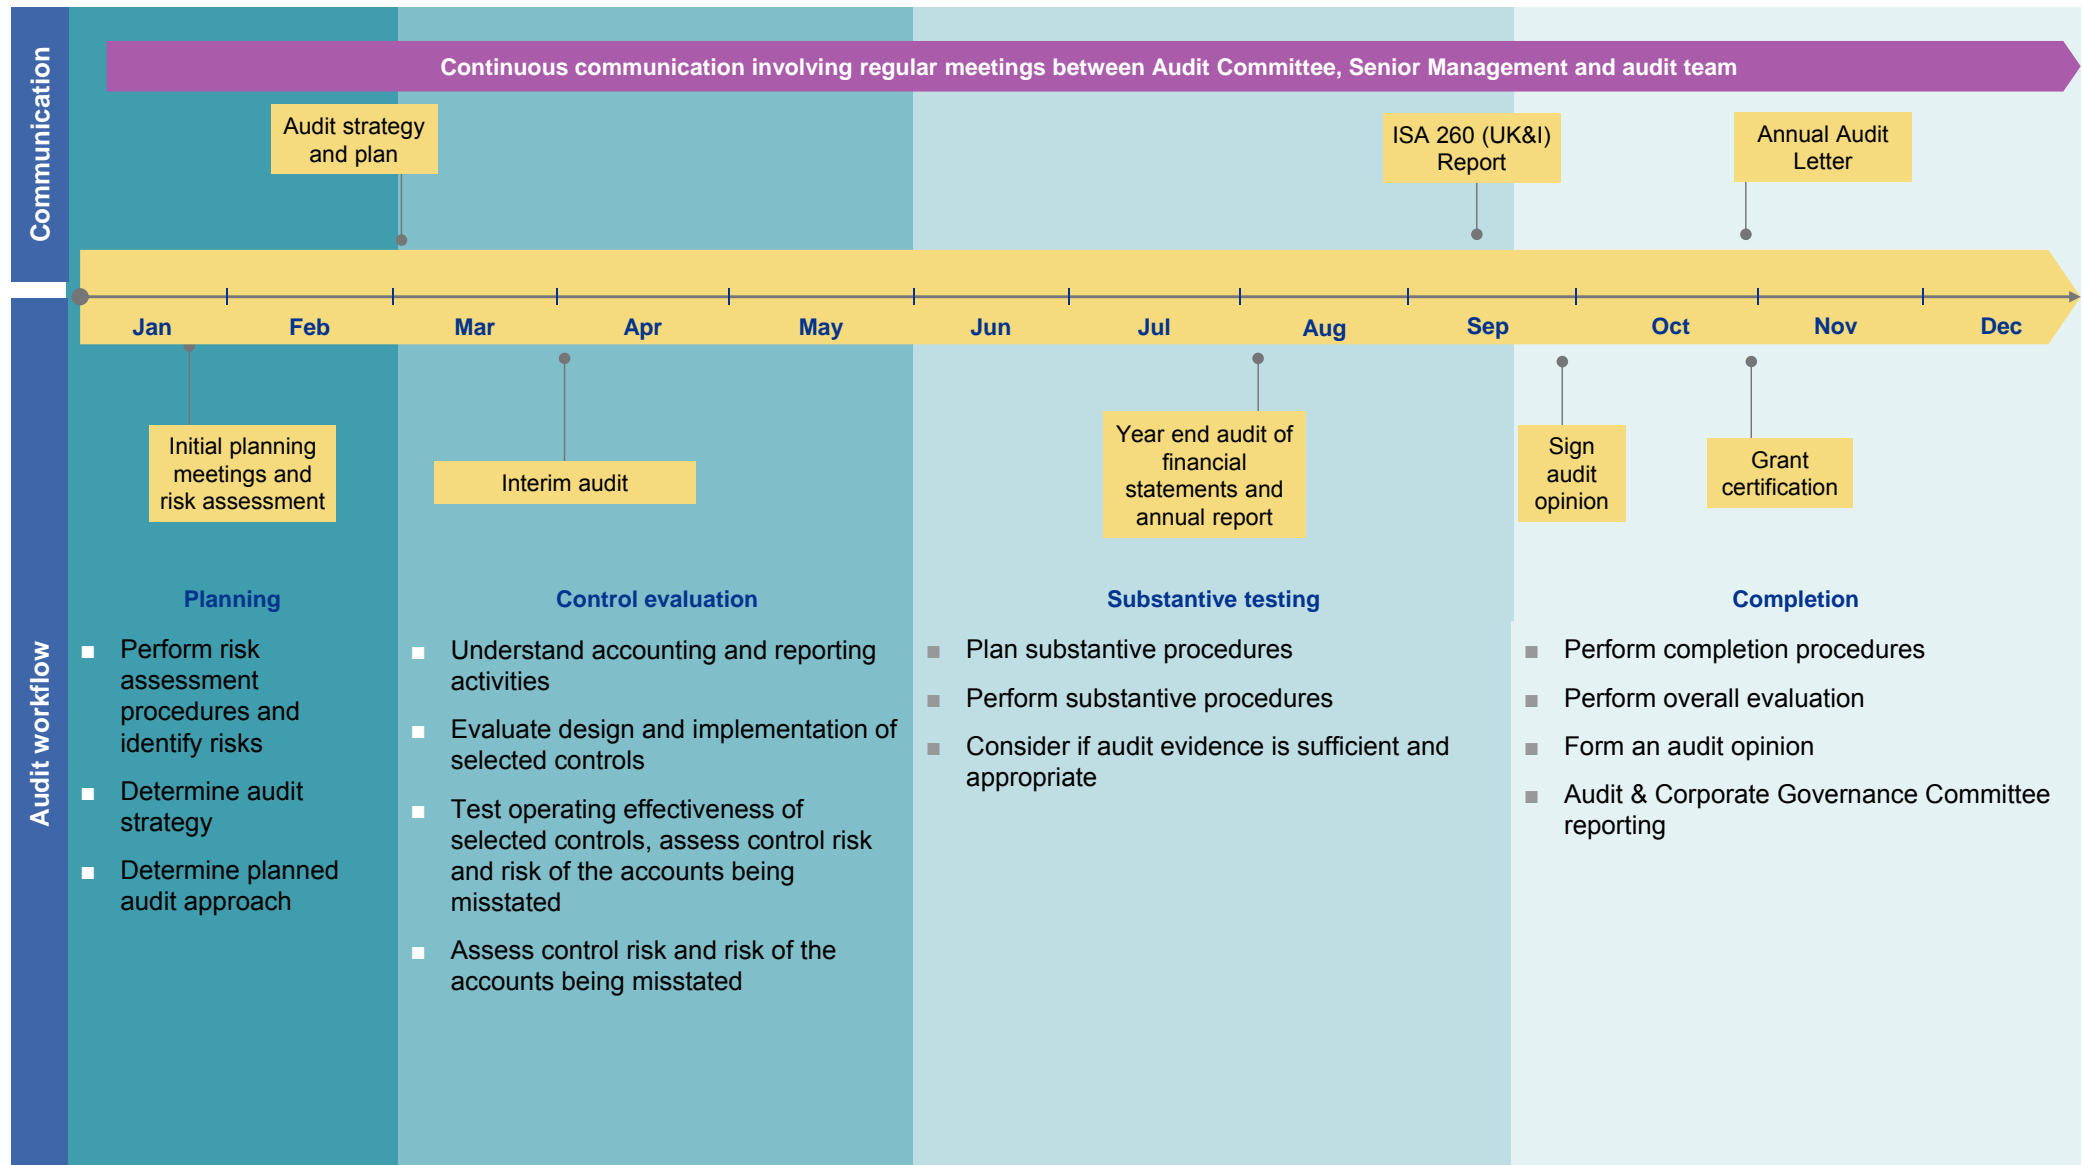 Communication
Continuous communication involving regular meetings between Audit Committee, Senior Management and audit team
Audit strategy
and plan
ISA 260 (UK&I)
Report
Annual Audit
Letter
Jan Feb Mar Apr May Jun Jul Aug Sep Oct Nov Dec
Audit workflow
Initial planning
meetings and
risk assessment
Interim audit
Year end audit of
financial
statements and
annual report
Sign
audit
opinion
Grant
certification
Planning
Perform risk
assessment
procedures and
identify risks
Determine audit
strategy
Determine planned
audit approach
Control evaluation
Understand accounting and reporting
activities
Evaluate design and implementation of
selected controls
Test operating effectiveness of
selected controls, assess control risk
and risk of the accounts being
misstated
Assess control risk and risk of the
accounts being misstated
Substantive testing
Plan substantive procedures
Perform substantive procedures
Consider if audit evidence is sufficient and
appropriate
Completion
Perform completion procedures
Perform overall evaluation
Form an audit opinion
Audit & Corporate Governance Committee
reporting